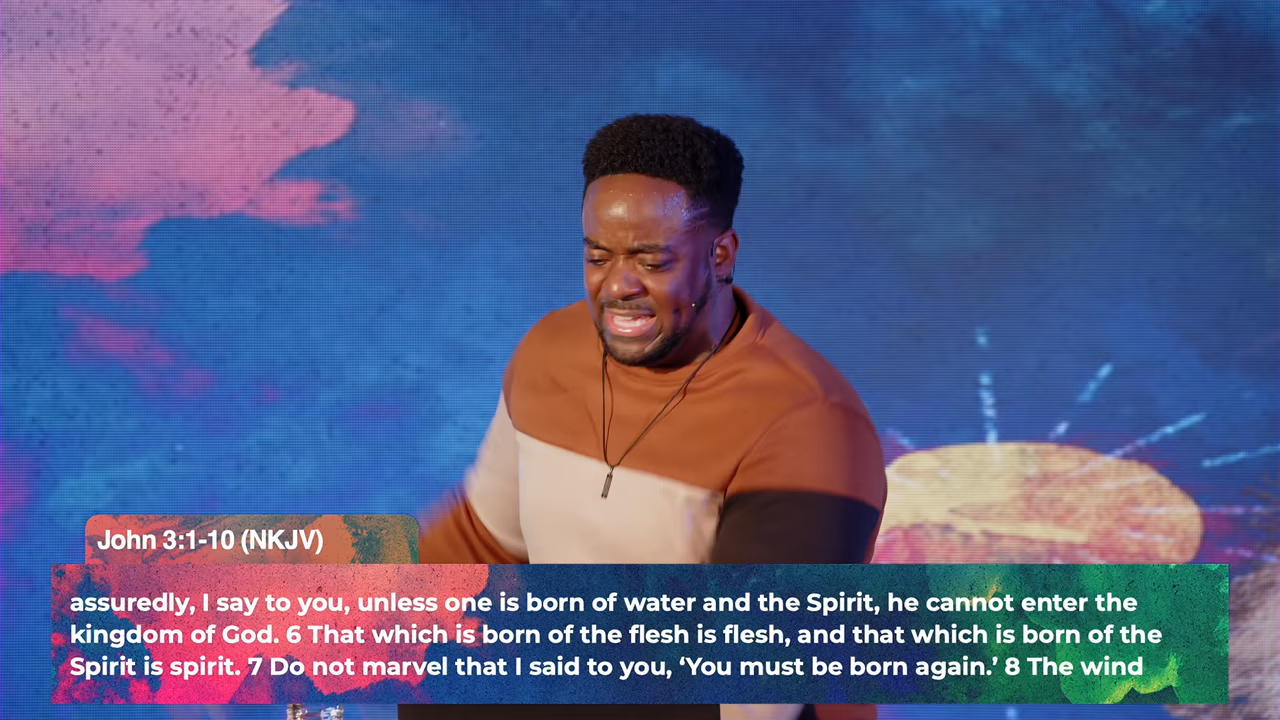 John 3:1-10 (NKJV)
assuredly, I say to you, unless one is born of water and the Spirit, he cannot enter the
kingdom of God. 6 That which is born of the flesh is flesh, and that which is born of the
Spirit is spirit. 7 Do not marvel that I said to you, ‘You must be born again.’ 8 The wind